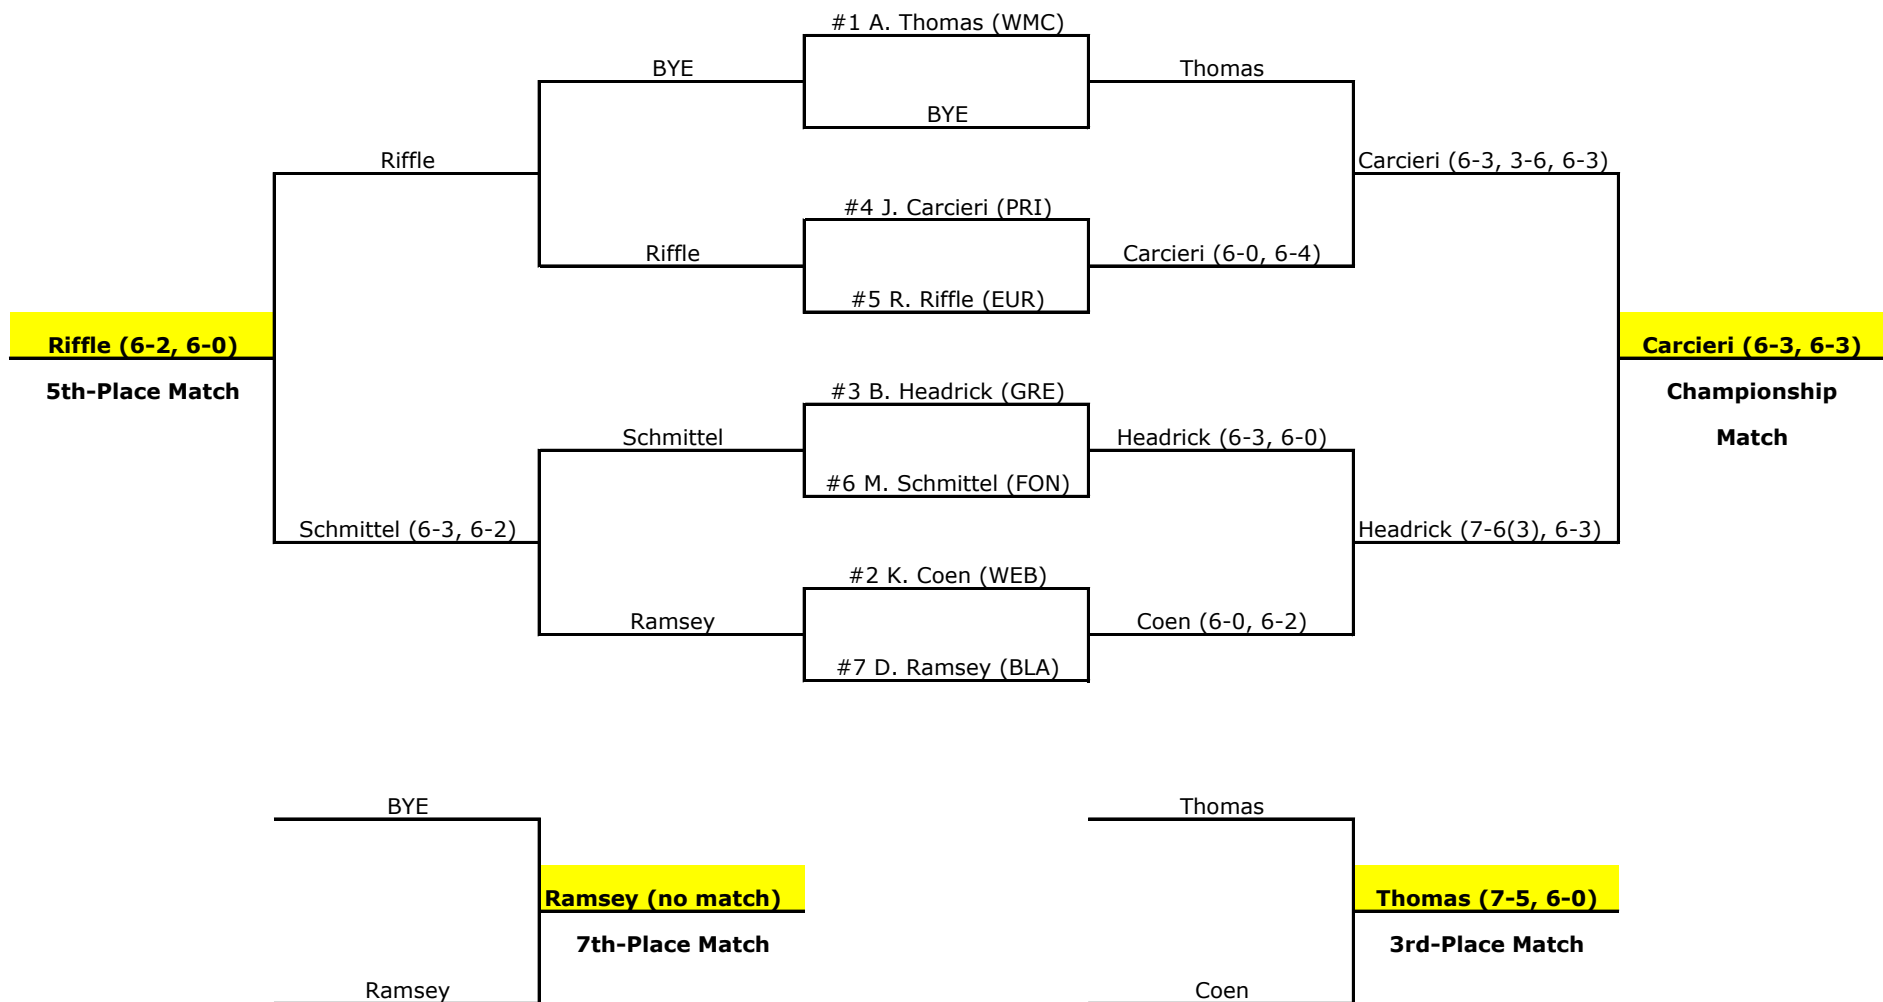 #1 A. Thomas (WMC)
BYE
Thomas
BYE
Riffle
Carcieri (6-3, 3-6, 6-3)
#4 J. Carcieri (PRI)
Riffle
Carcieri (6-0, 6-4)
#5 R. Riffle (EUR)
Riffle (6-2, 6-0)
Carcieri (6-3, 6-3)
5th-Place Match
#3 B. Headrick (GRE)
Championship
Schmittel
Headrick (6-3, 6-0)
Match
#6 M. Schmittel (FON)
Schmittel (6-3, 6-2)
Headrick (7-6(3), 6-3)
#2 K. Coen (WEB)
Ramsey
Coen (6-0, 6-2)
#7 D. Ramsey (BLA)
BYE
Thomas
Ramsey (no match)
Thomas (7-5, 6-0)
7th-Place Match
3rd-Place Match
Ramsey
Coen